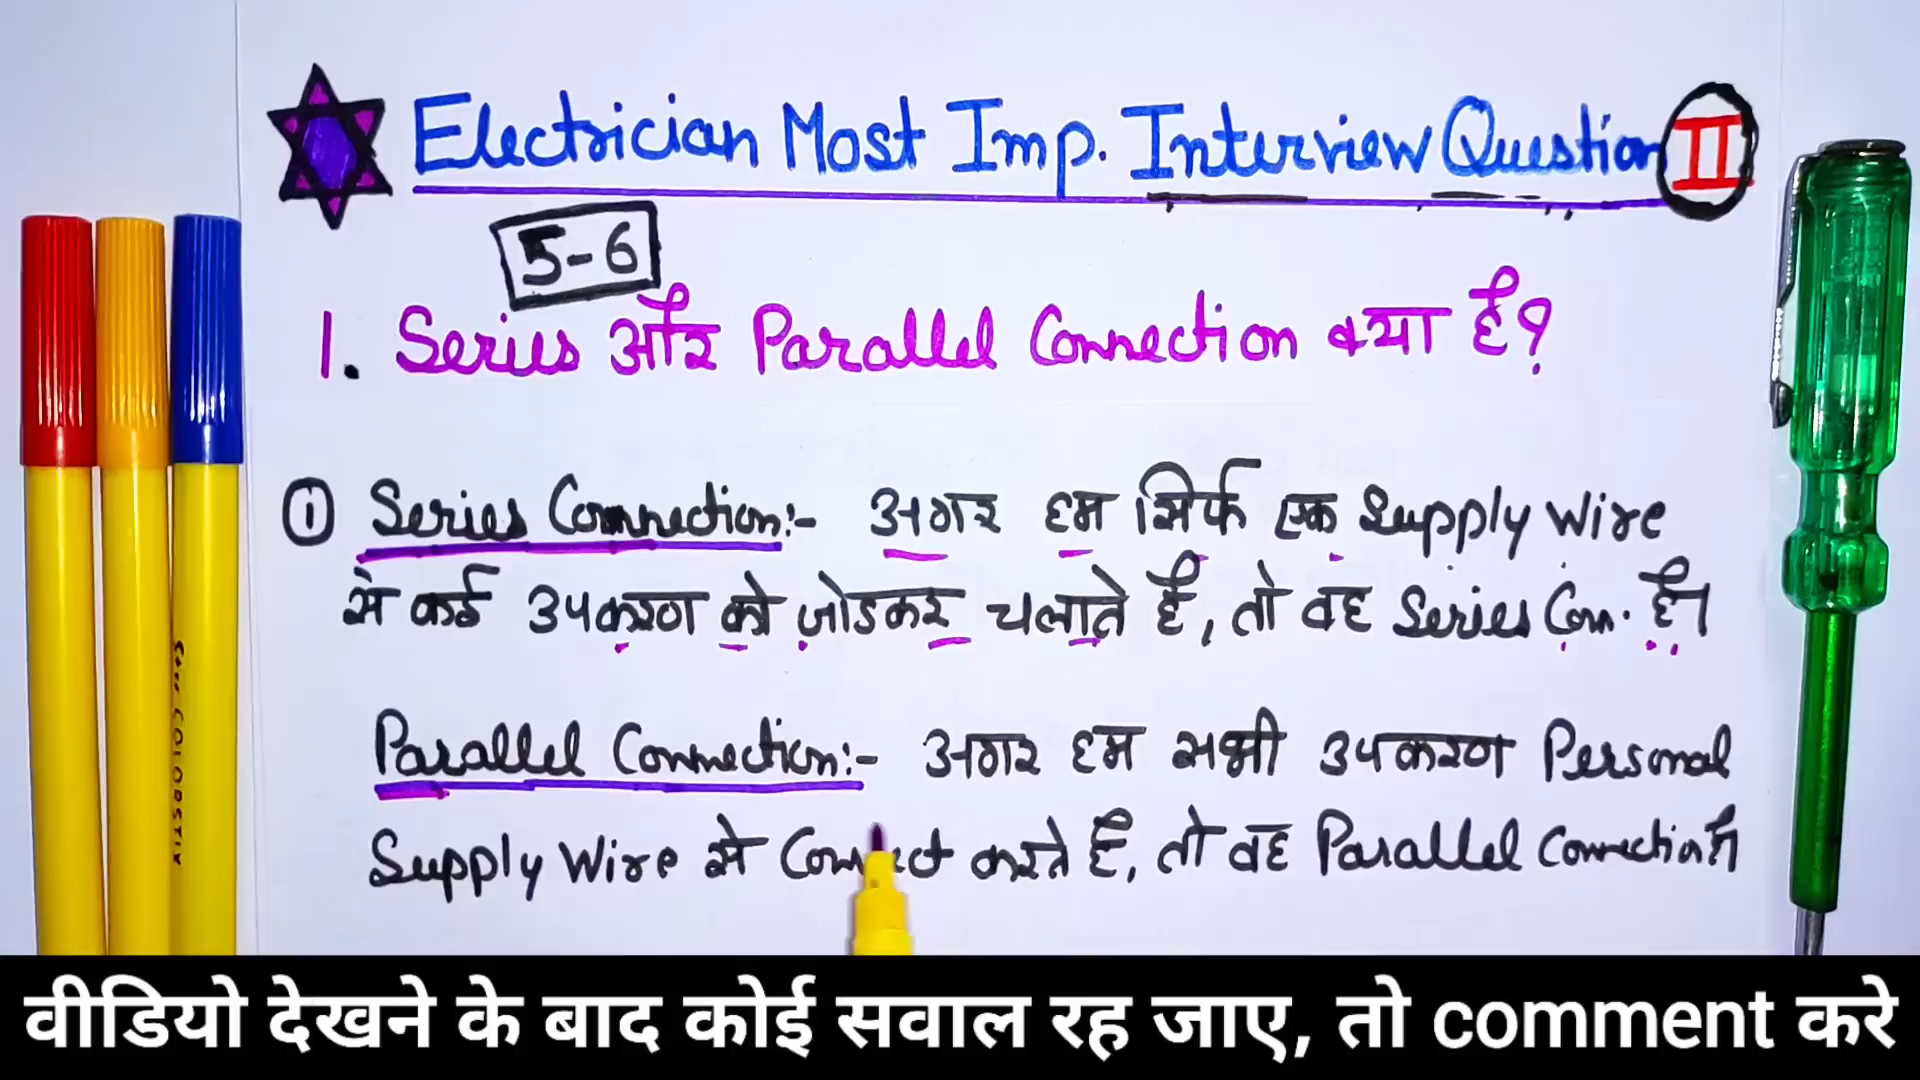 Electrician Most Imp. Interview Question II
5-6
1. Series और Parallel Connection क्या है?
① Series Connection:- अगर हम सिर्फ एक Supply Wire
से कई उपकरण को जोडकर चलाते है, तो वह Series Conn. है।
Parallel Connection:- अगर हम सभी उपकरण Personal
Supply Wire से Connect करते है, तो वह Parallel Connection है
वीडियो देखने के बाद कोई सवाल रह जाए, तो comment करे